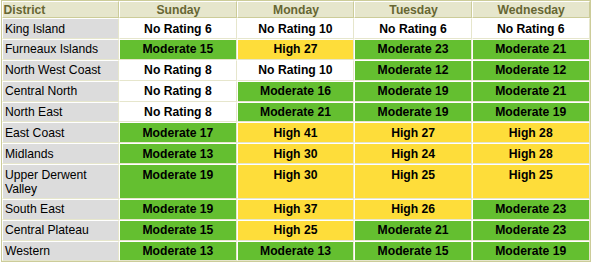 District Sunday Monday Tuesday Wednesday
King Island No Rating 6 No Rating 10 No Rating 6 No Rating 6
Furneaux Islands Moderate 15 High 27 Moderate 23 Moderate 21
North West Coast No Rating 8 No Rating 10 Moderate 12 Moderate 12
Central North No Rating 8 Moderate 16 Moderate 19 Moderate 21
North East No Rating 8 Moderate 21 Moderate 19 Moderate 19
East Coast Moderate 17 High 41 High 27 High 28
Midlands Moderate 13 High 30 High 24 High 28
Upper Derwent Moderate 19 High 30 High 25 High 25
Valley
South East Moderate 19 High 37 High 26 Moderate 23
Central Plateau Moderate 15 High 25 Moderate 21 Moderate 23
Western Moderate 13 Moderate 13 Moderate 15 Moderate 19